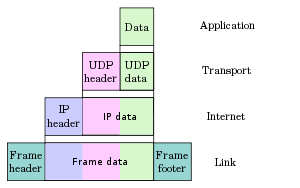 Data
Application
UDP
header
UDP
data
Transport
IP
header
IP data
Internet
Frame
header
Frame data
Frame
footer
Link